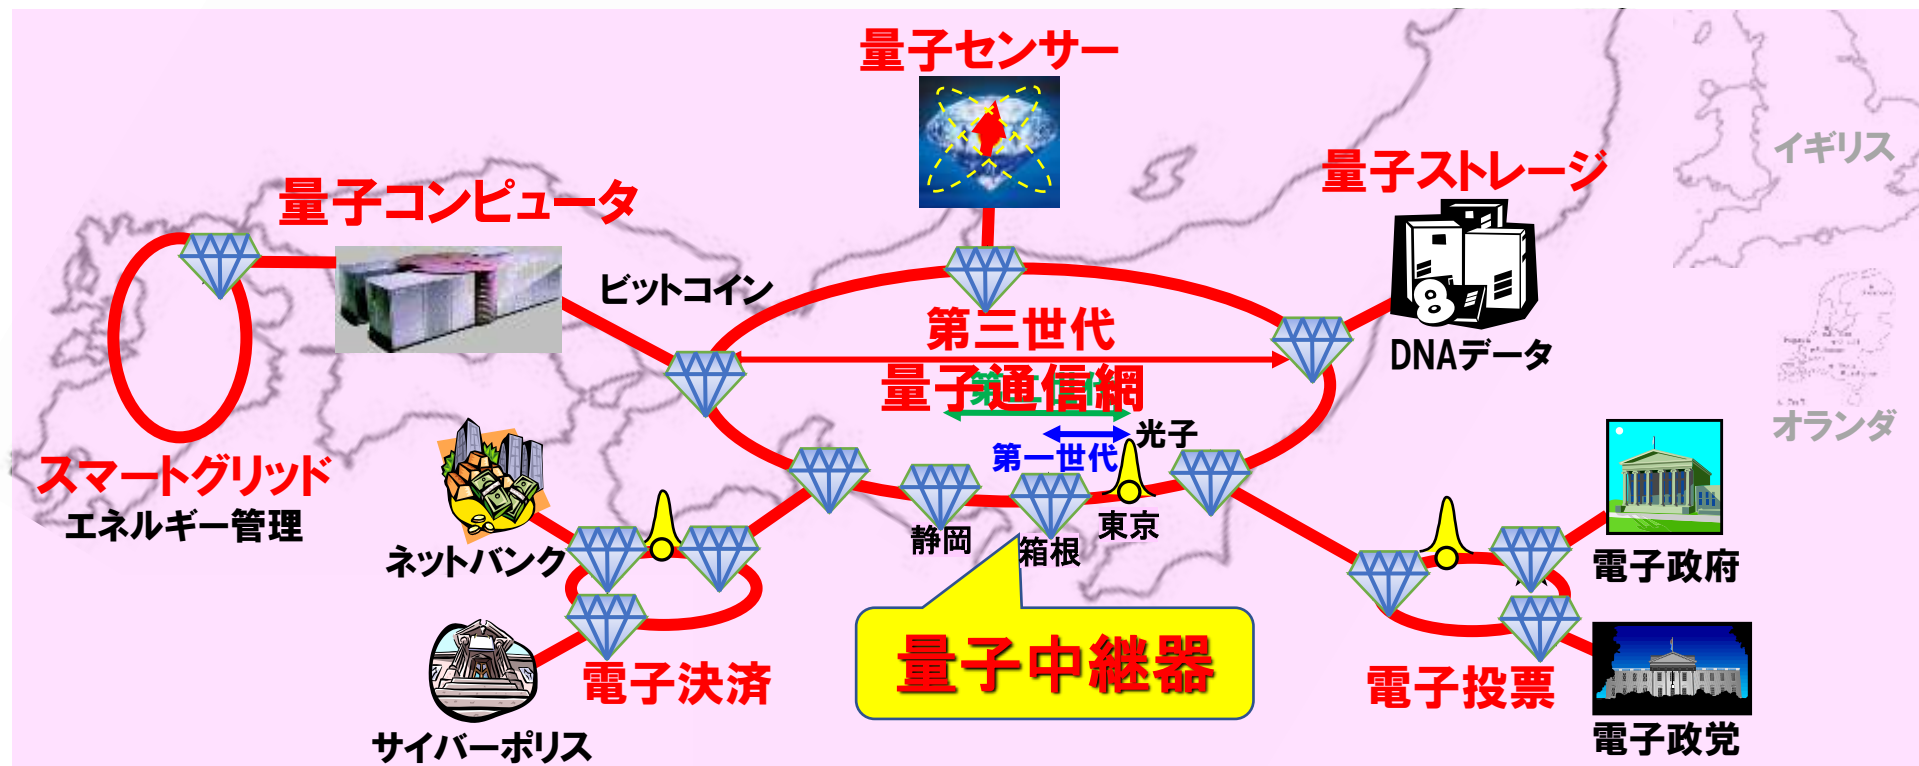 量子センサー
イギリス
量子ストレージ
量子コンピュータ
ビットコイン
第三世代
DNAデータ
量子通信網
第二世代
オランダ
光子
第一世代
スマートグリッド
エネルギー管理
静岡
箱根
東京
ネットバンク
電子政府
量子中継器
電子決済
電子投票
サイバーポリス
電子政党